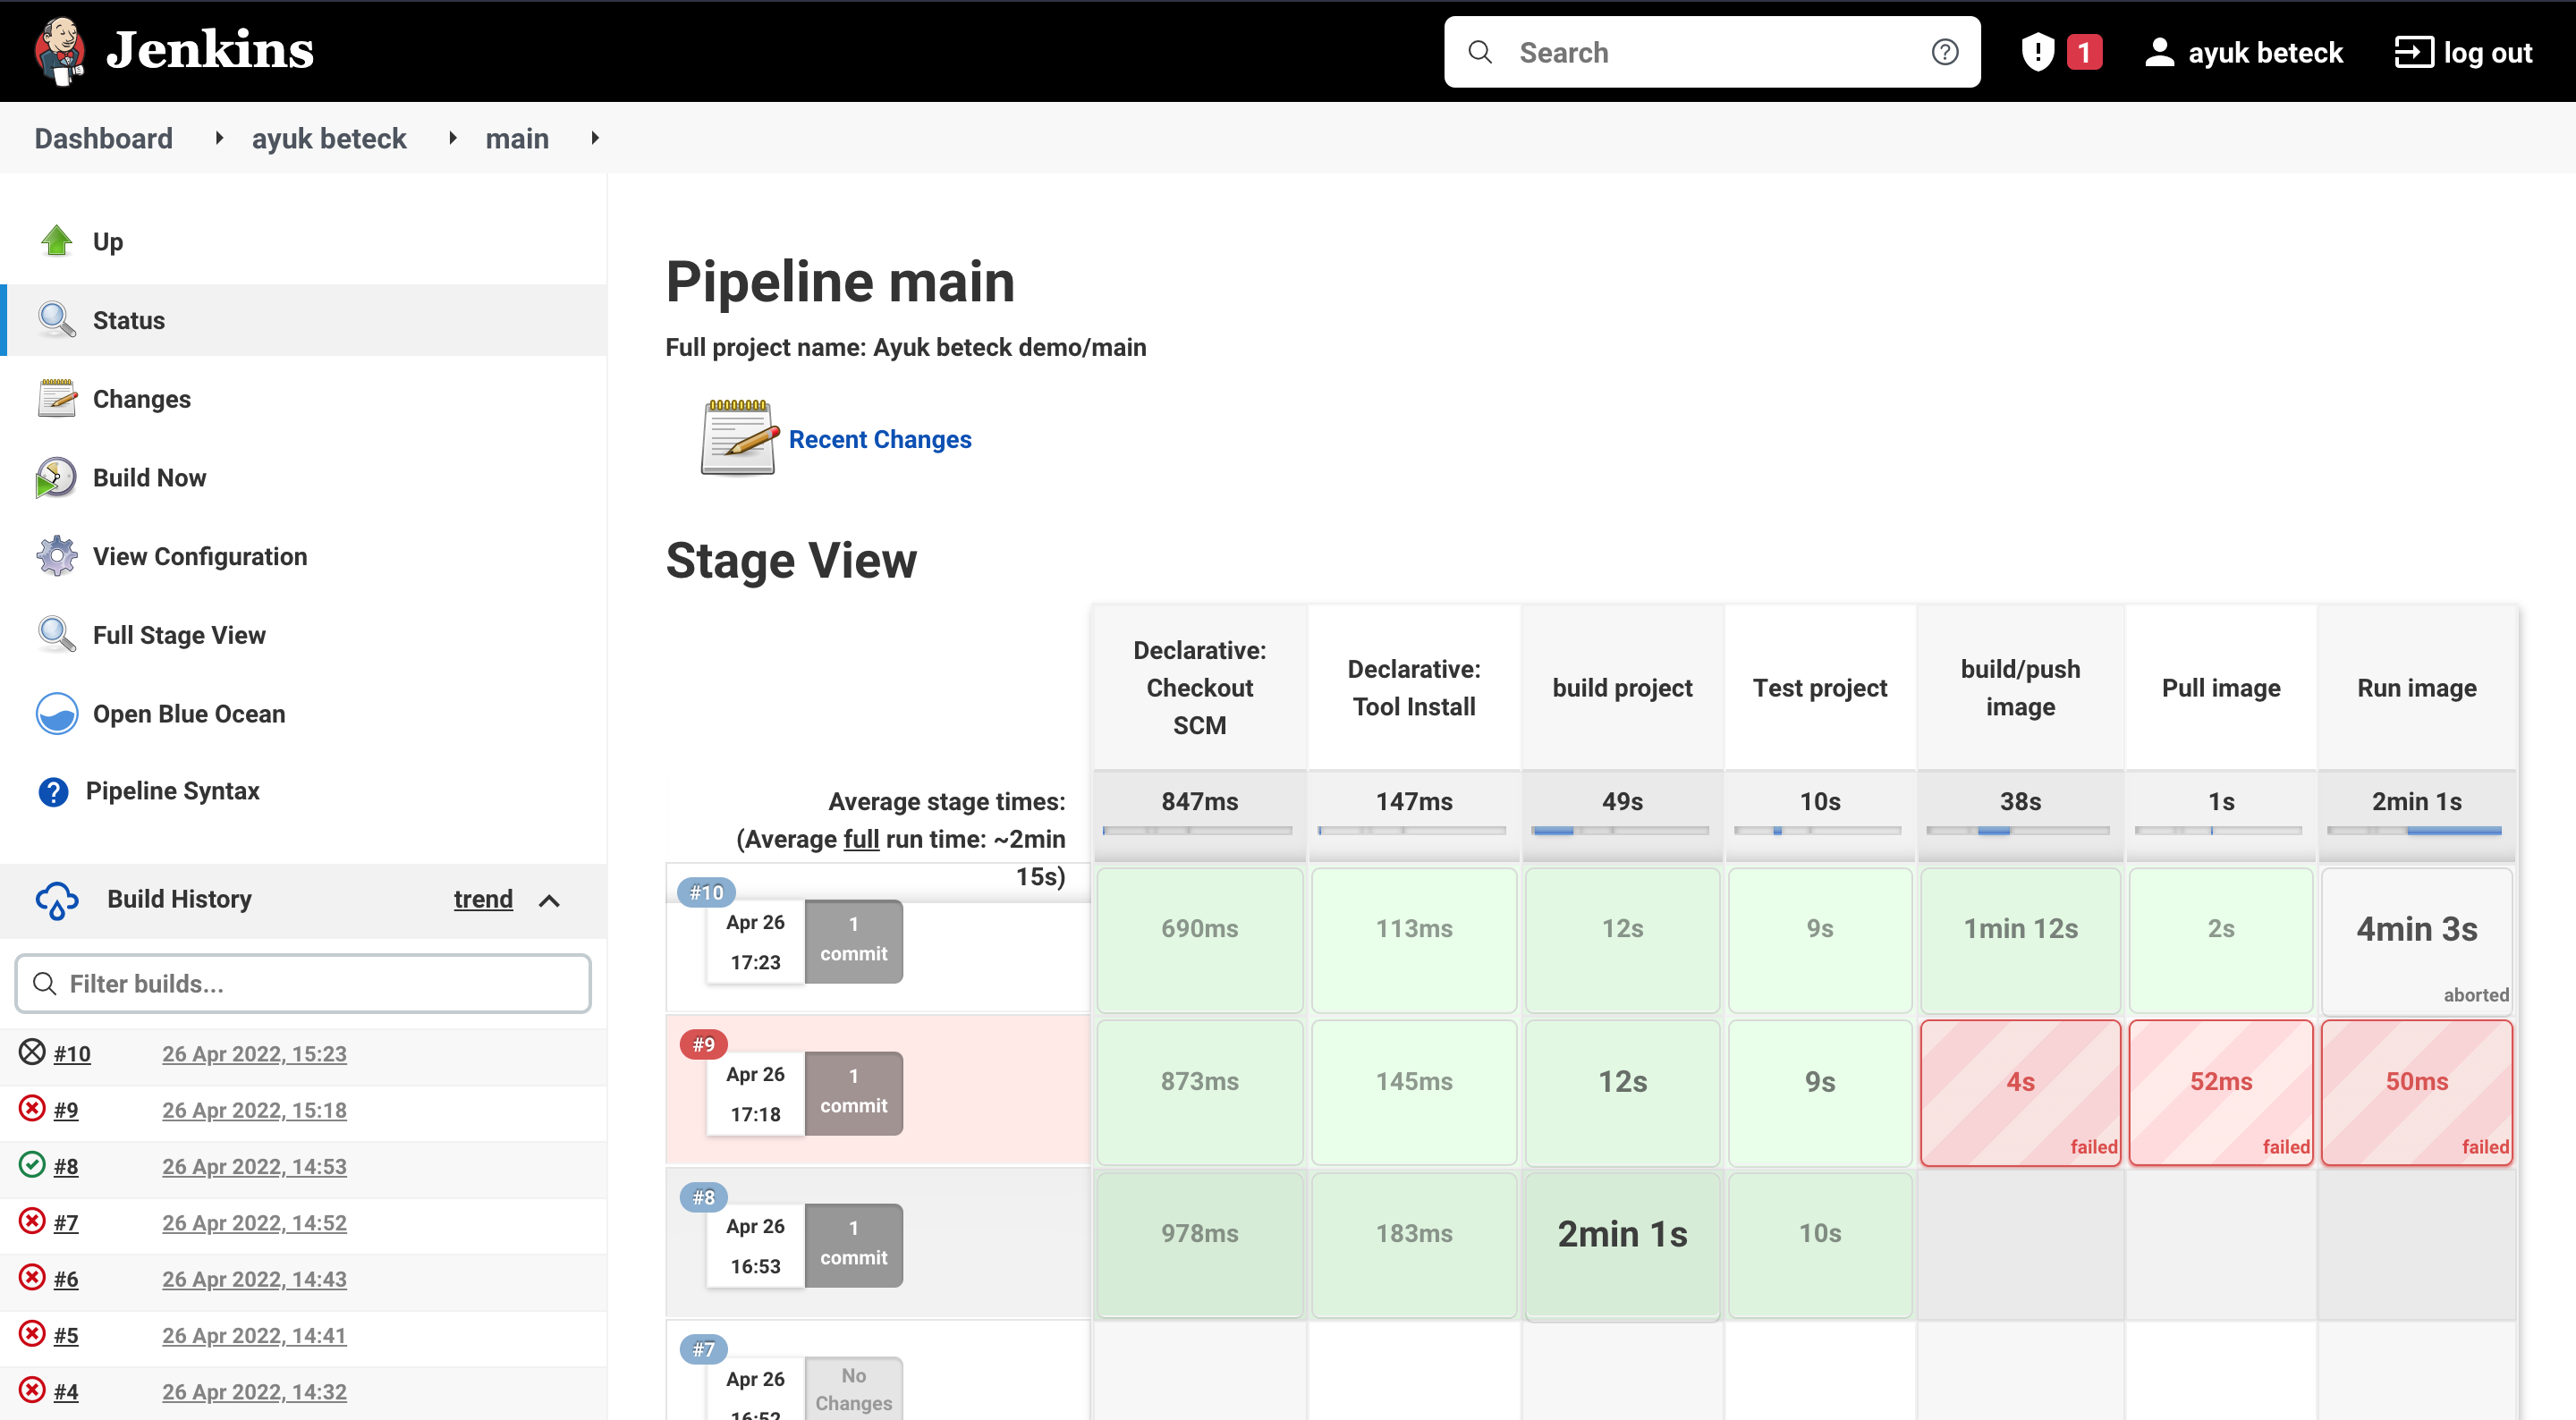 Jenkins
Search
1
ayuk beteck
log out
Dashboard
ayuk beteck
main
Up
Status
Changes
Build Now
View Configuration
Full Stage View
Open Blue Ocean
Pipeline Syntax
Build History
trend
Filter builds...
#10 26 Apr 2022, 15:23
#9 26 Apr 2022, 15:18
#8 26 Apr 2022, 14:53
#7 26 Apr 2022, 14:52
#6 26 Apr 2022, 14:43
#5 26 Apr 2022, 14:41
#4 26 Apr 2022, 14:32
Pipeline main
Full project name: Ayuk beteck demo/main
Recent Changes
Stage View
Declarative:
Checkout
SCM
Declarative:
Tool Install
build project
Test project
build/push
image
Pull image
Run image
Average stage times:
(Average full run time: ~2min
15s)
847ms
147ms
49s
10s
38s
1s
2min 1s
#10
Apr 26
17:23
1
commit
690ms
113ms
12s
9s
1min 12s
2s
4min 3s
aborted
#9
Apr 26
17:18
1
commit
873ms
145ms
12s
9s
4s
failed
52ms
failed
50ms
failed
#8
Apr 26
16:53
1
commit
978ms
183ms
2min 1s
10s
#7
Apr 26
16:52
No
Changes